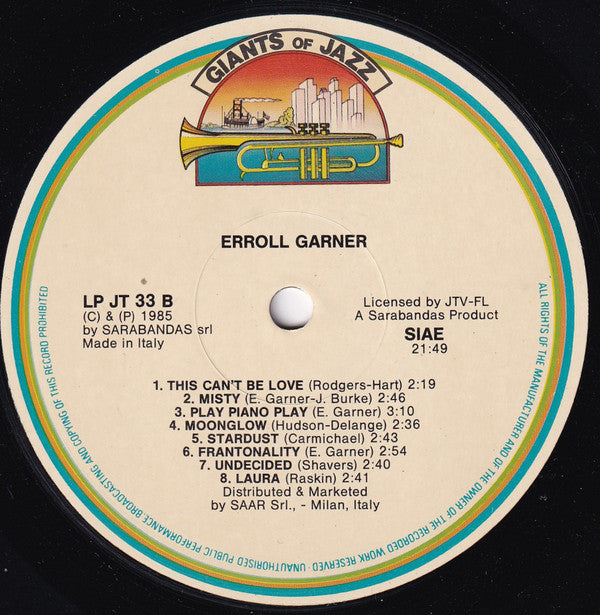 GIANTS OF JAZZ
ERROLL GARNER
LP JT 33 B
(C) & (P) 1985
by SARABANDAS srl
Made in Italy
Licensed by JTV-FL
A Sarabandas Product
SIAE
21:49
1. THIS CAN'T BE LOVE (Rodgers-Hart) 2:19
2. MISTY (E. Garner-J. Burke) 2:46
3. PLAY PIANO PLAY (E. Garner) 3:10
4. MOONGLOW (Hudson-Delange) 2:36
5. STARDUST (Carmichael) 2:43
6. FRANTONALITY (E. Garner) 2:54
7. UNDECIDED (Shavers) 2:40
8. LAURA (Raskin) 2:41
Distributed & Marketed
by SAAR Srl., - Milan, Italy
ALL RIGHTS OF THE MANUFACTURER AND OF THE OWNER OF THE RECORDED WORK RESERVED · UNAUTHORISED PUBLIC PERFORMANCE BROADCASTING AND COPYING OF THIS RECORD PROHIBITED